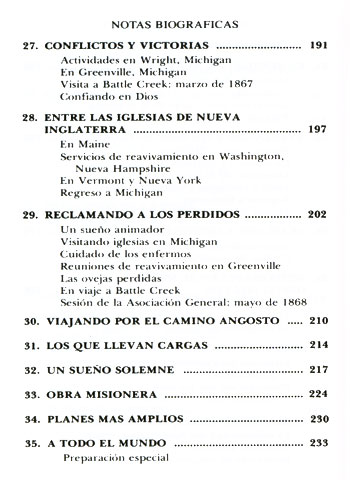 NOTAS BIOGRAFICAS
27. CONFLICTOS Y VICTORIAS ............................ 191
Actividades en Wright, Michigan
En Greenville, Michigan
Visita a Battle Creek: marzo de 1867
Confiando en Dios
28. ENTRE LAS IGLESIAS DE NUEVA
INGLATERRA ....................................................... 197
En Maine
Servicios de reavivamiento en Washington,
Nueva Hampshire
En Vermont y Nueva York
Regreso a Michigan
29. RECLAMANDO A LOS PERDIDOS .................. 202
Un sueño animador
Visitando iglesias en Michigan
Cuidado de los enfermos
Reuniones de reavivamiento en Greenville
Las ovejas perdidas
En viaje a Battle Creek
Sesión de la Asociación General: mayo de 1868
30. VIAJANDO POR EL CAMINO ANGOSTO ..... 210
31. LOS QUE LLEVAN CARGAS ............................ 214
32. UN SUEÑO SOLEMNE ...................................... 217
33. OBRA MISIONERA .............................................. 224
34. PLANES MAS AMPLIOS ..................................... 230
35. A TODO EL MUNDO .......................................... 233
Preparación especial